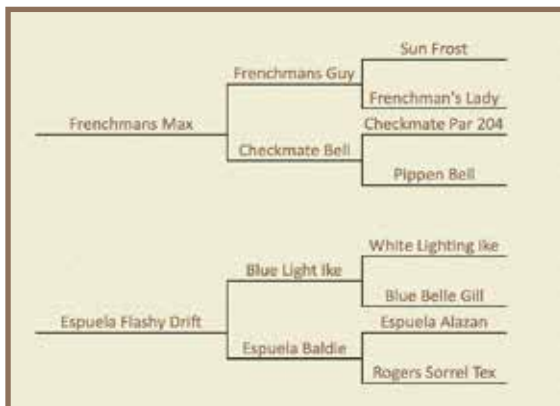 Sun Frost
Frenchmans Guy
Frenchman's Lady
Frenchmans Max
Checkmate Par 204
Checkmate Bell
Pippen Bell
White Lighting Ike
Blue Light Ike
Blue Belle Gill
Espuela Flashy Drift
Espuela Alazan
Espuela Baldie
Rogers Sorrel Tex